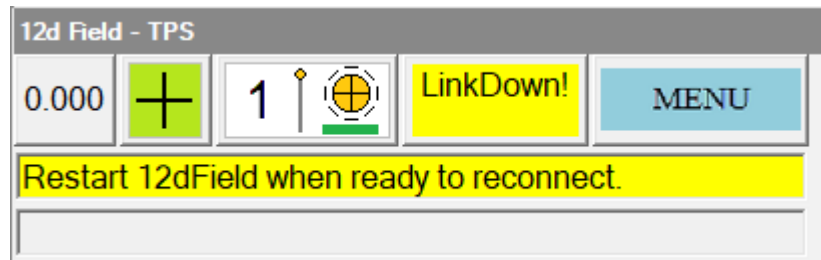 12d Field - TPS
0.000 1 LinkDown! MENU
Restart 12dField when ready to reconnect.